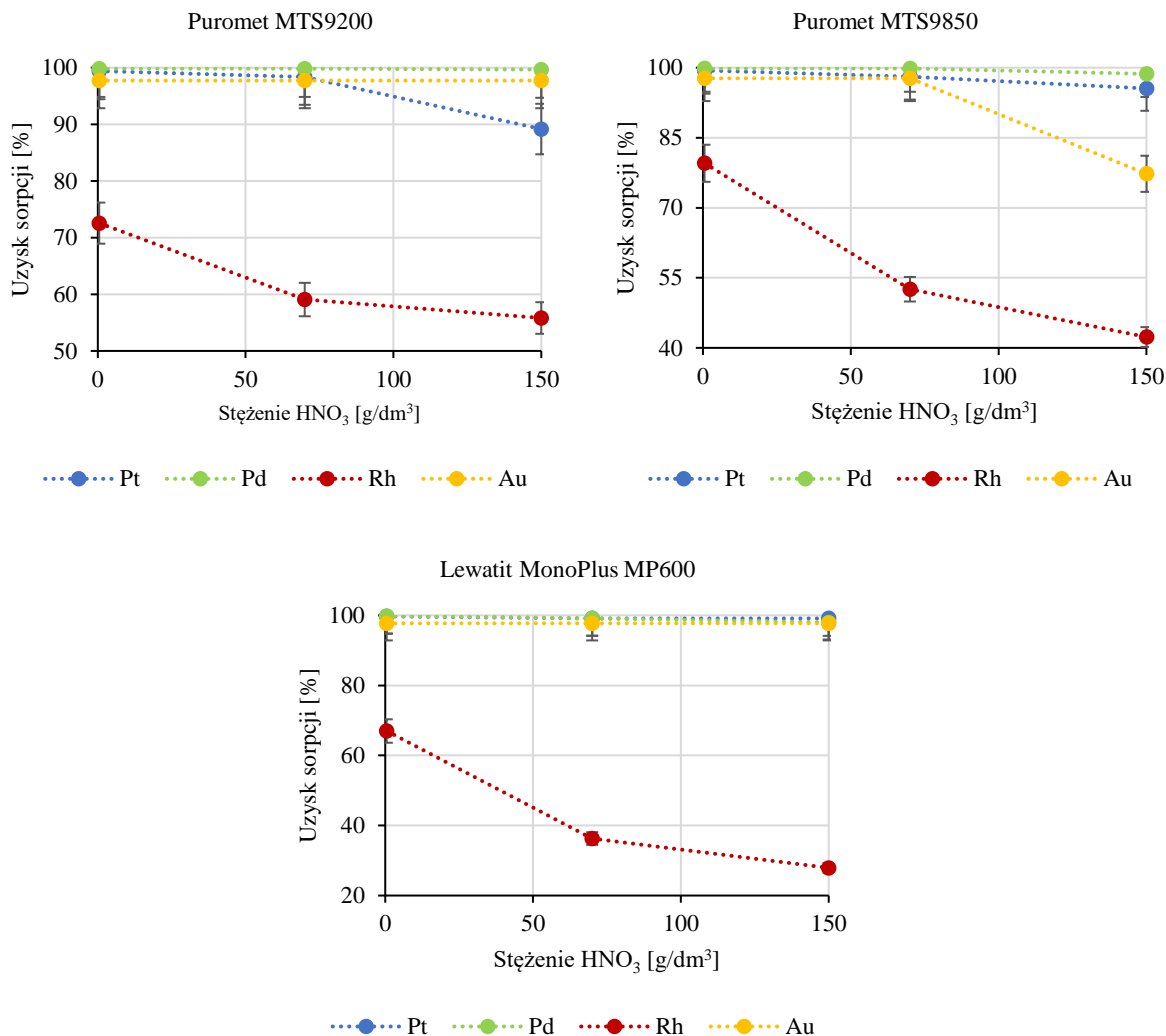 Puromet MTS9200
Uzysk sorpcji [%]
100
90
80
70
60
50
0 50 100 150
Stężenie HNO₃ [g/dm³]
Pt Pd Rh Au
Puromet MTS9850
Uzysk sorpcji [%]
100
85
70
55
40
0 50 100 150
Stężenie HNO₃ [g/dm³]
Pt Pd Rh Au
Lewatit MonoPlus MP600
Uzysk sorpcji [%]
100
80
60
40
20
0 50 100 150
Stężenie HNO₃ [g/dm³]
Pt Pd Rh Au